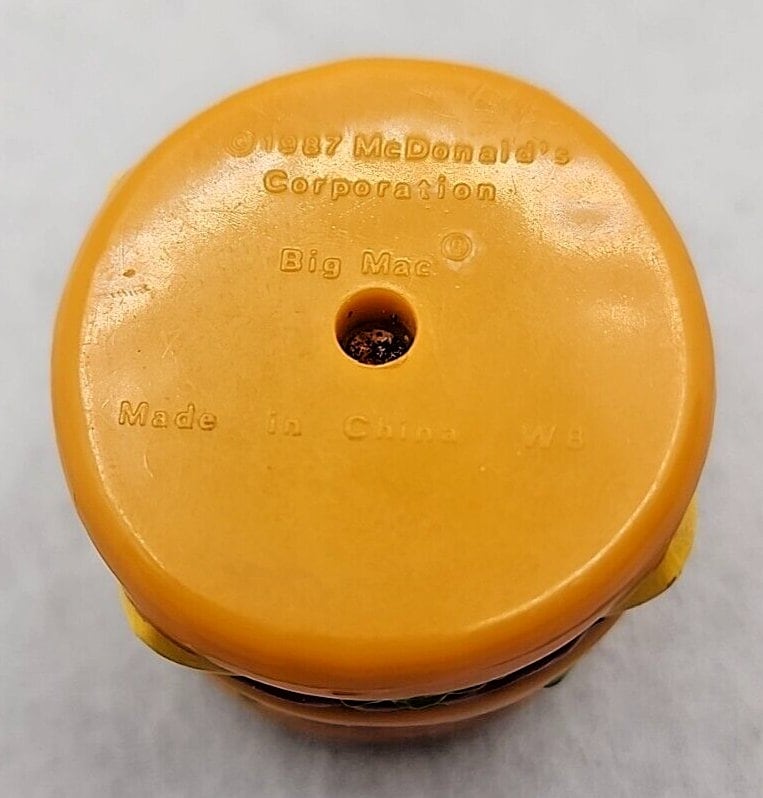 ©1987 McDonald's
Corporation
Big Mac ©
Made in China W8